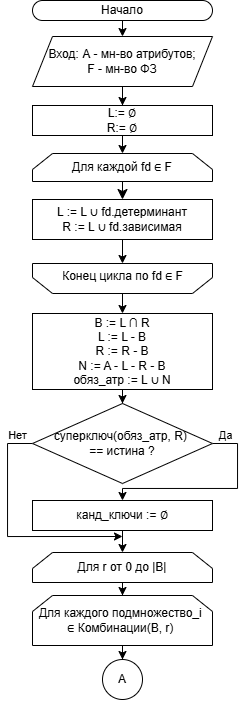 Начало
Вход: A - мн-во атрибутов;
F - мн-во ФЗ
L:= ∅
R:= ∅
Для каждой fd ∈ F
L := L ∪ fd.детерминант
R := L ∪ fd.зависимая
Конец цикла по fd ∈ F
B := L ∩ R
L := L - B
R := R - B
N := A - L - R - B
обяз_атр := L ∪ N
Нет
суперключ(обяз_атр, R)
== истина ?
Да
канд_ключи := ∅
Для r от 0 до |B|
Для каждого подмножество_i
∈ Комбинации(B, r)
A